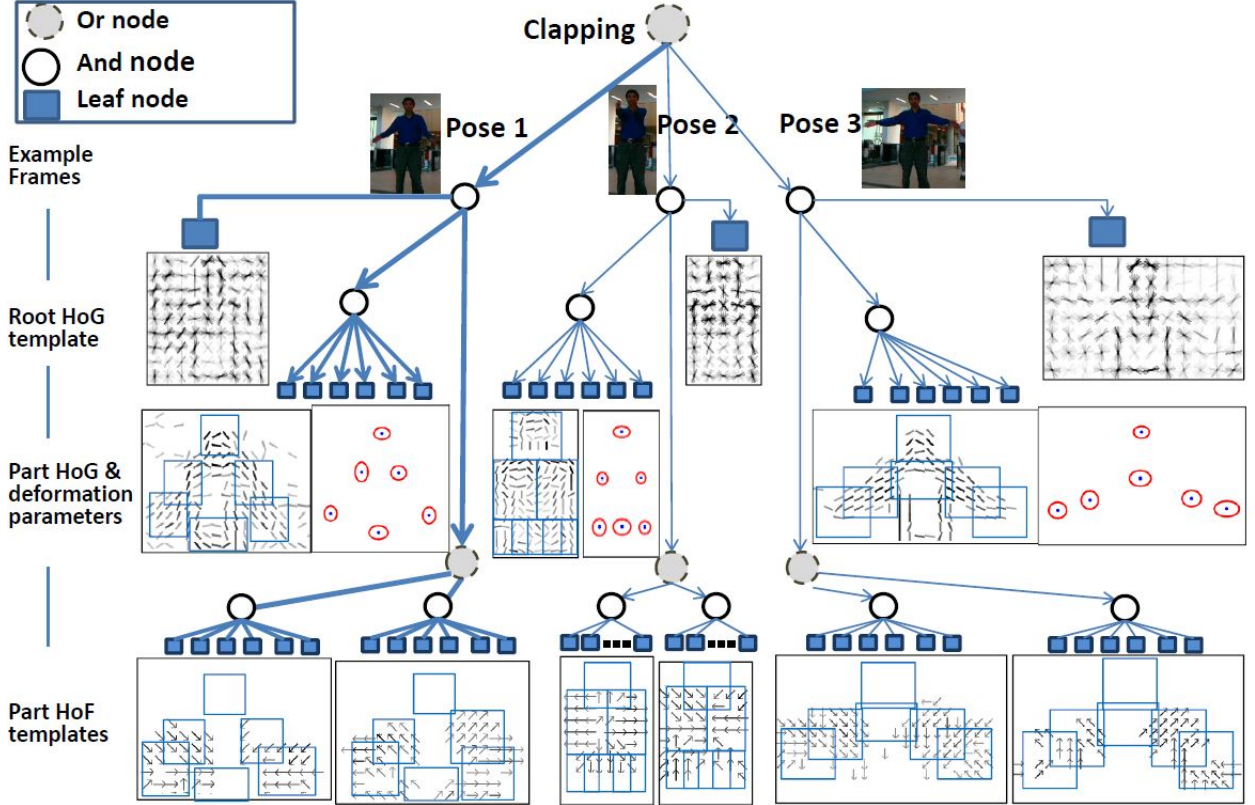 Or node
And node
Leaf node
Clapping
Pose 1
Pose 2
Pose 3
Example
Frames
Root HoG
template
Part HoG &
deformation
parameters
Part HoF
templates